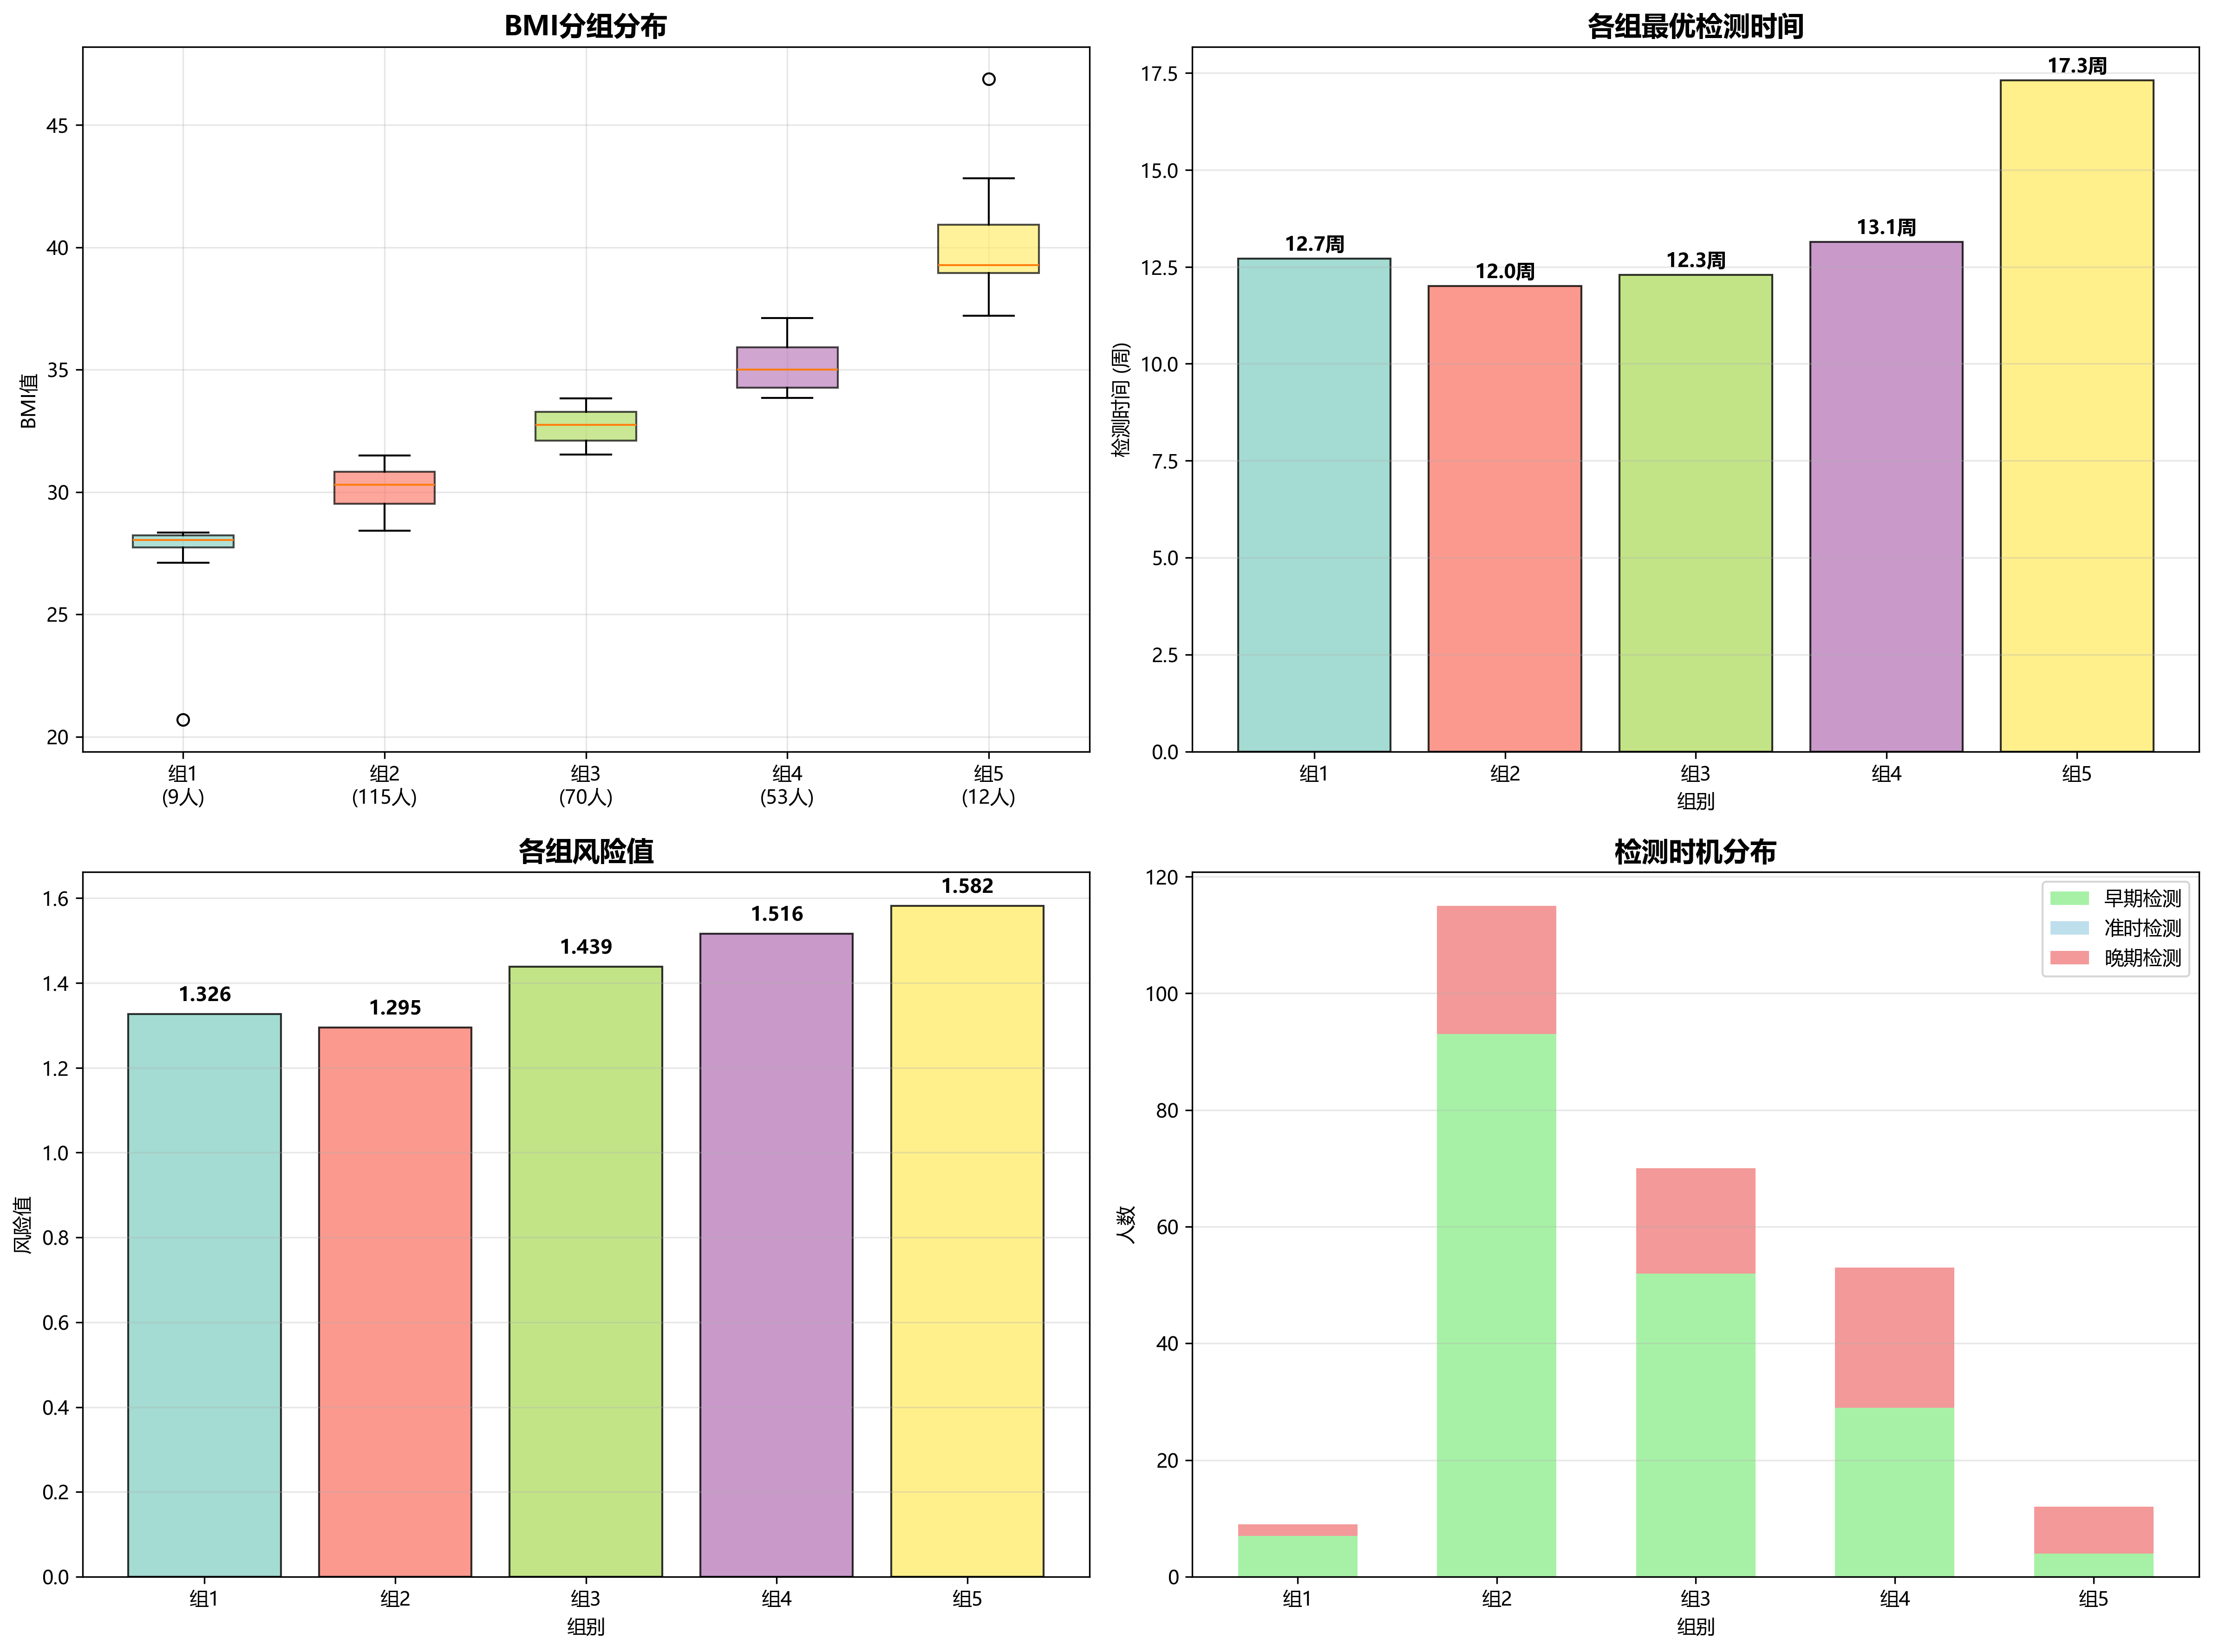 BMI分组分布
BMI值
45
40
35
30
25
20
组1
(9人)
组2
(115人)
组3
(70人)
组4
(53人)
组5
(12人)
各组最优检测时间
检测时间 (周)
17.5
15.0
12.5
10.0
7.5
5.0
2.5
0.0
12.7周
12.0周
12.3周
13.1周
17.3周
组1
组2
组3
组4
组5
组别
各组风险值
风险值
1.6
1.4
1.2
1.0
0.8
0.6
0.4
0.2
0.0
1.326
1.295
1.439
1.516
1.582
组1
组2
组3
组4
组5
组别
检测时机分布
人数
120
100
80
60
40
20
0
早期检测
准时检测
晚期检测
组1
组2
组3
组4
组5
组别